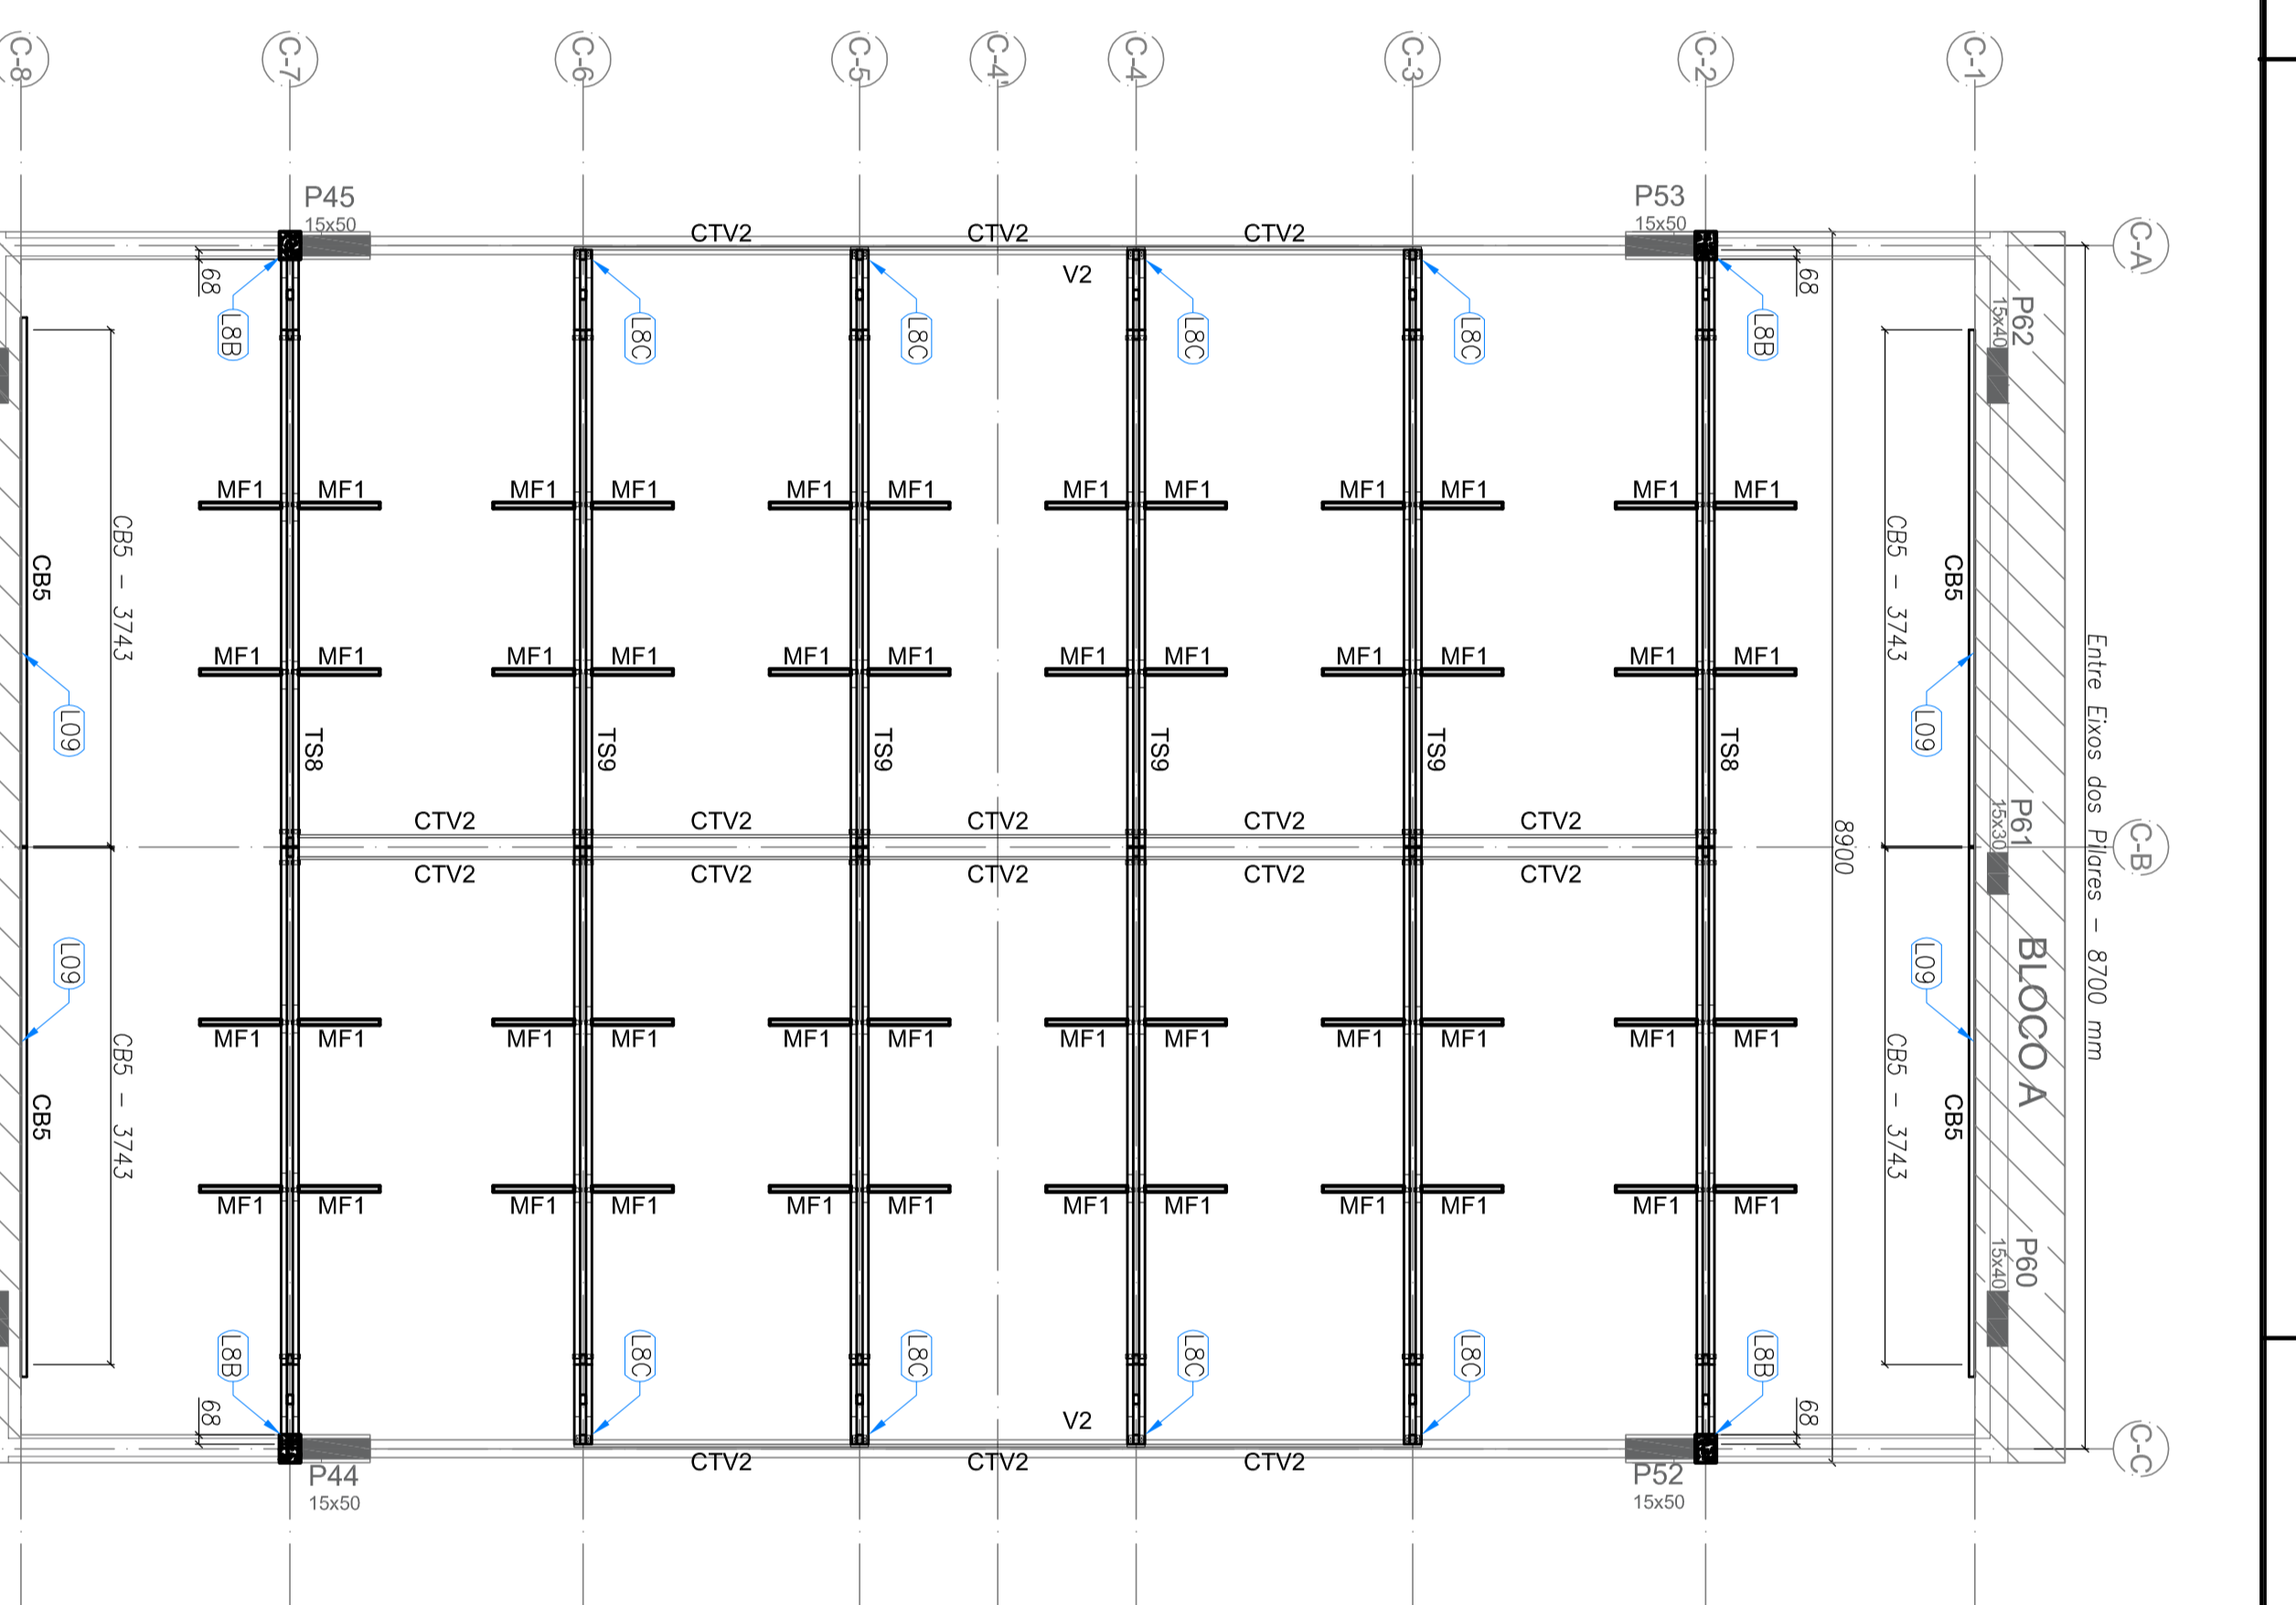 C-8
C-7
C-6
C-5
C-4'
C-4
C-3
C-2
C-1
P45
15x50
P53
15x50
CTV2 CTV2 CTV2
C-A
68
V2
68
L8B
L8C
L8C
L8C
L8C
L8B
P62
15x40
MF1 MF1 MF1 MF1 MF1 MF1 MF1 MF1 MF1 MF1 MF1 MF1
CB5
CB5 - 3743
CB5 - 3743
CB5
MF1 MF1 MF1 MF1 MF1 MF1 MF1 MF1 MF1 MF1 MF1 MF1
Entre Eixos dos Pilares - 8700 mm
L09
TS8
TS9
TS9
TS9
TS9
TS8
L09
CTV2 CTV2 CTV2 CTV2 CTV2
8900
P61
15x30
C-B
CTV2 CTV2 CTV2 CTV2 CTV2
L09
L09
BLOCO A
MF1 MF1 MF1 MF1 MF1 MF1 MF1 MF1 MF1 MF1 MF1 MF1
CB5
CB5 - 3743
CB5 - 3743
CB5
MF1 MF1 MF1 MF1 MF1 MF1 MF1 MF1 MF1 MF1 MF1 MF1
P60
15x40
L8B
L8C
L8C
L8C
L8C
L8B
68
V2
68
C-C
CTV2 CTV2 CTV2
P44
15x50
P52
15x50